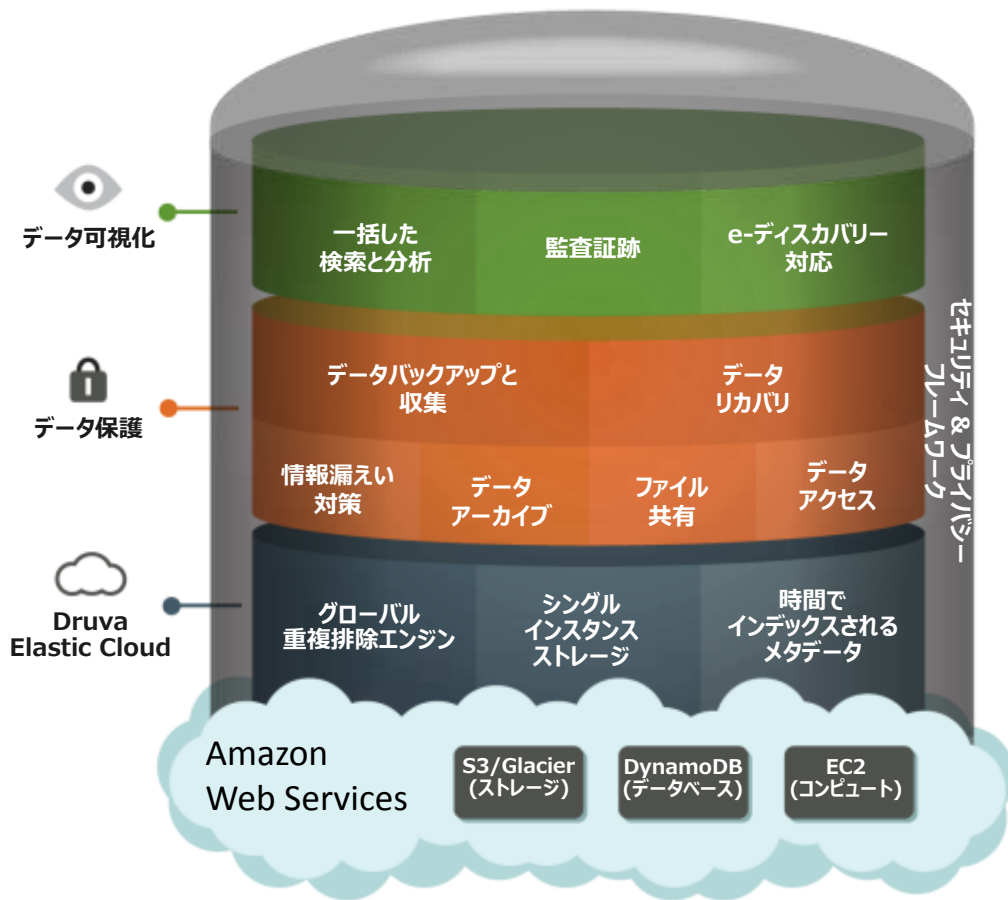 データ可視化
一括した
検索と分析
監査証跡
e-ディスカバリー
対応
データ保護
データバックアップと
収集
データ
リカバリ
情報漏えい
対策
データ
アーカイブ
ファイル
共有
データ
アクセス
セキュリティ & プライバシー
フレームワーク
Druva
Elastic Cloud
グローバル
重複排除エンジン
シングル
インスタンス
ストレージ
時間で
インデックスされる
メタデータ
Amazon
Web Services
S3/Glacier
(ストレージ)
DynamoDB
(データベース)
EC2
(コンピュート)